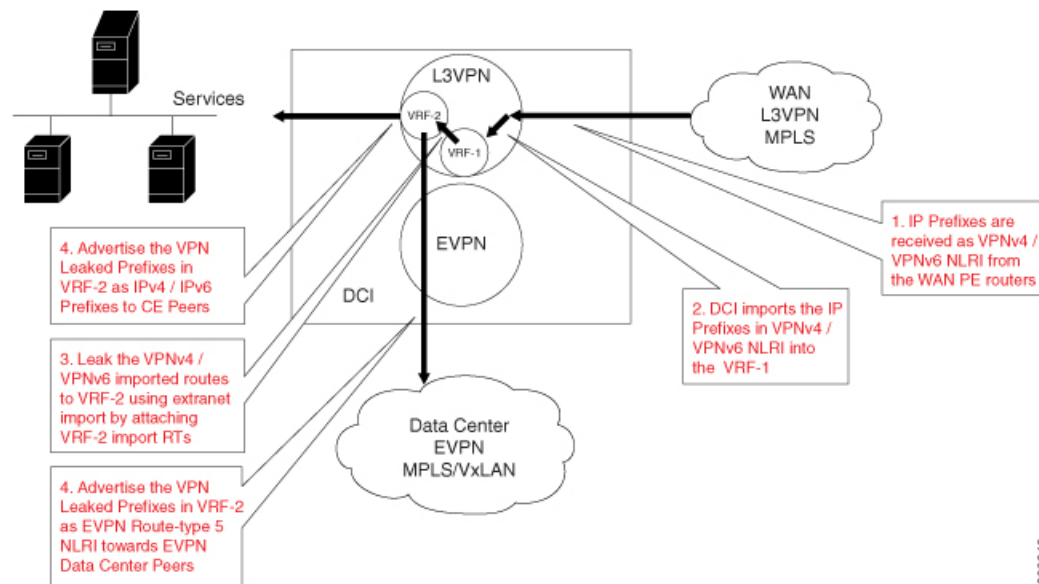 Services
L3VPN
VRF-2
VRF-1
EVPN
DCI
WAN
L3VPN
MPLS
1. IP Prefixes are
received as VPNv4 /
VPNv6 NLRI from
the WAN PE routers
2. DCI imports the IP
Prefixes in VPNv4 /
VPNv6 NLRI into
the VRF-1
4. Advertise the VPN
Leaked Prefixes in
VRF-2 as IPv4 / IPv6
Prefixes to CE Peers
3. Leak the VPNv4 /
VPNv6 imported routes
to VRF-2 using extranet
import by attaching
VRF-2 import RTs
4. Advertise the VPN
Leaked Prefixes in VRF-2
as EVPN Route-type 5
NLRI towards EVPN
Data Center Peers
Data Center
EVPN
MPLS/VxLAN